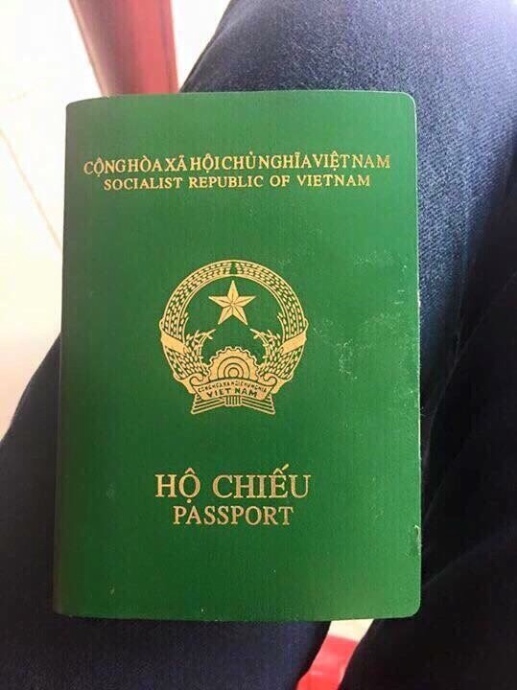 CỘNG HÒA XÃ HỘI CHỦ NGHĨA VIỆT NAM
SOCIALIST REPUBLIC OF VIETNAM
CỘNG HÒA XÃ HỘI CHỦ NGHĨA
VIỆT NAM
HỘ CHIẾU
PASSPORT